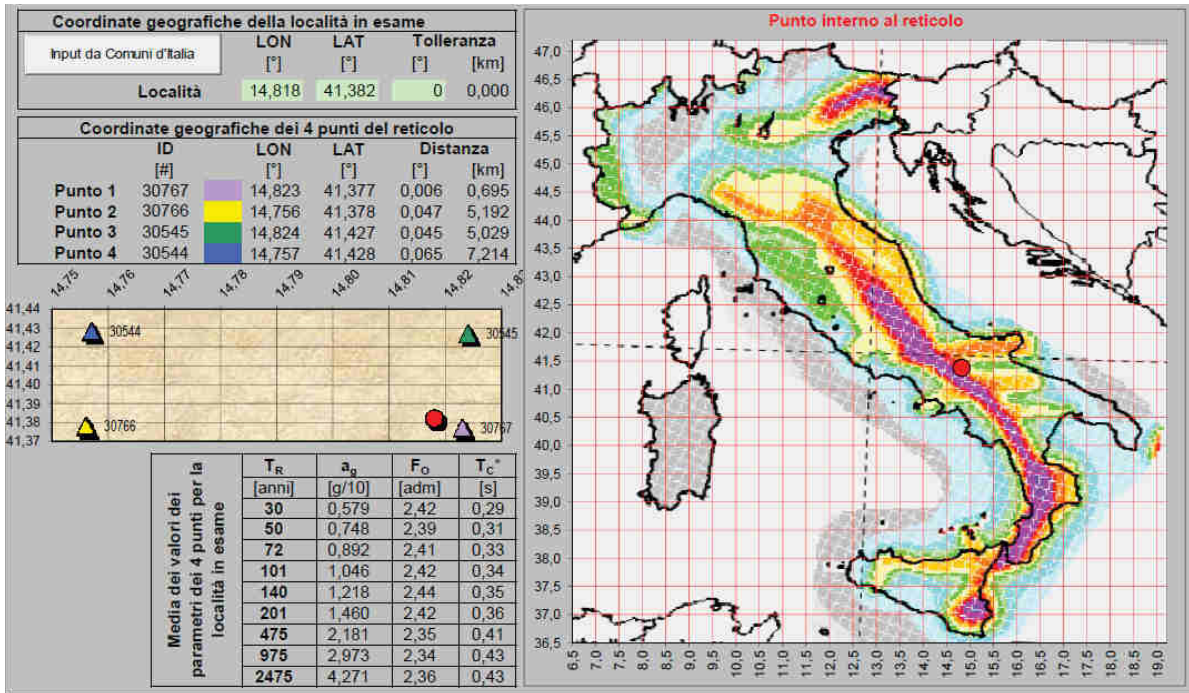 Coordinate geografiche della località in esame
Input da Comuni d'Italia
LON LAT Tolleranza
[°] [°] [°] [km]
Località 14,818 41,382 0 0,000
Coordinate geografiche dei 4 punti del reticolo
ID LON LAT Distanza
[#] [°] [°] [°] [km]
Punto 1 30767 14,823 41,377 0,006 0,695
Punto 2 30766 14,756 41,378 0,047 5,192
Punto 3 30545 14,824 41,427 0,045 5,029
Punto 4 30544 14,757 41,428 0,065 7,214
14,75 14,76 14,77 14,78 14,79 14,80 14,81 14,82
41,44
41,43
41,42
41,41
41,40
41,39
41,38
41,37
30544 30545
30766 30767
Media dei valori dei
parametri dei 4 punti per la
località in esame
TR ag FO TC*
[anni] [g/10] [adm] [s]
30 0,579 2,42 0,29
50 0,748 2,39 0,31
72 0,892 2,41 0,33
101 1,046 2,42 0,34
140 1,218 2,44 0,35
201 1,460 2,42 0,36
475 2,181 2,35 0,41
975 2,973 2,34 0,43
2475 4,271 2,36 0,43
Punto interno al reticolo
47,0
46,5
46,0
45,5
45,0
44,5
44,0
43,5
43,0
42,5
42,0
41,5
41,0
40,5
40,0
39,5
39,0
38,5
38,0
37,5
37,0
36,5
6,5 7,0 7,5 8,0 8,5 9,0 9,5 10,0 10,5 11,0 11,5 12,0 12,5 13,0 13,5 14,0 14,5 15,0 15,5 16,0 16,5 17,0 17,5 18,0 18,5 19,0